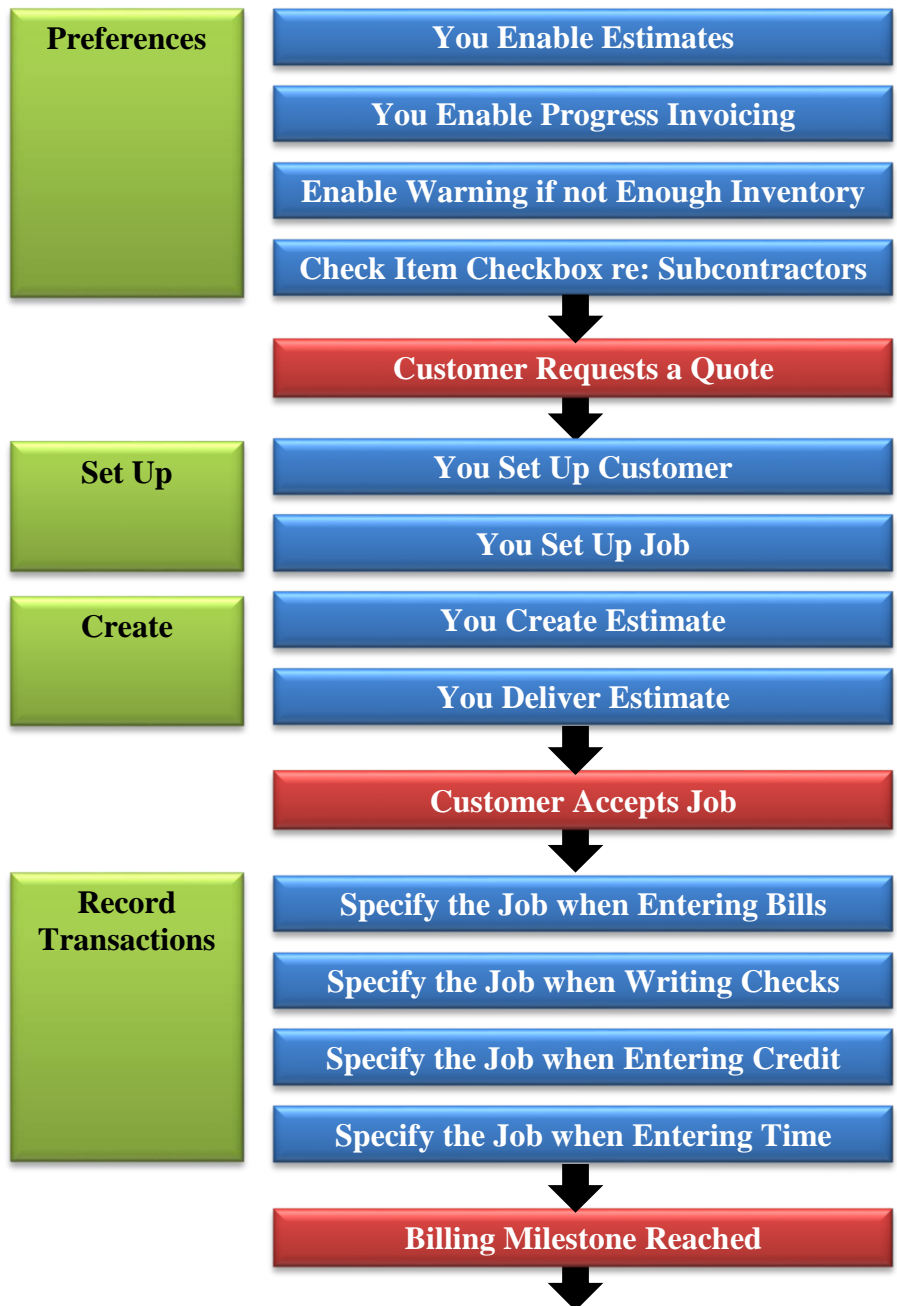 Preferences
You Enable Estimates
You Enable Progress Invoicing
Enable Warning if not Enough Inventory
Check Item Checkbox re: Subcontractors
Customer Requests a Quote
Set Up
You Set Up Customer
You Set Up Job
Create
You Create Estimate
You Deliver Estimate
Customer Accepts Job
Record
Transactions
Specify the Job when Entering Bills
Specify the Job when Writing Checks
Specify the Job when Entering Credit
Specify the Job when Entering Time
Billing Milestone Reached